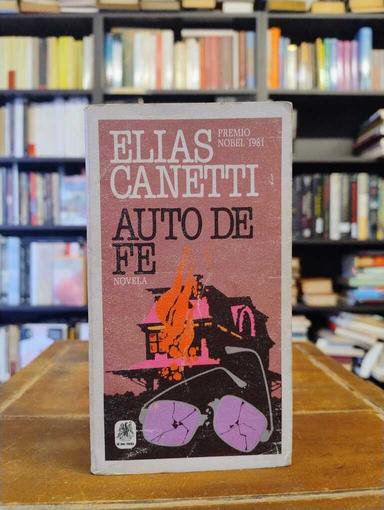 ELIAS
CANETTI
PREMIO
NOBEL 1981
AUTO DE
FE
NOVELA